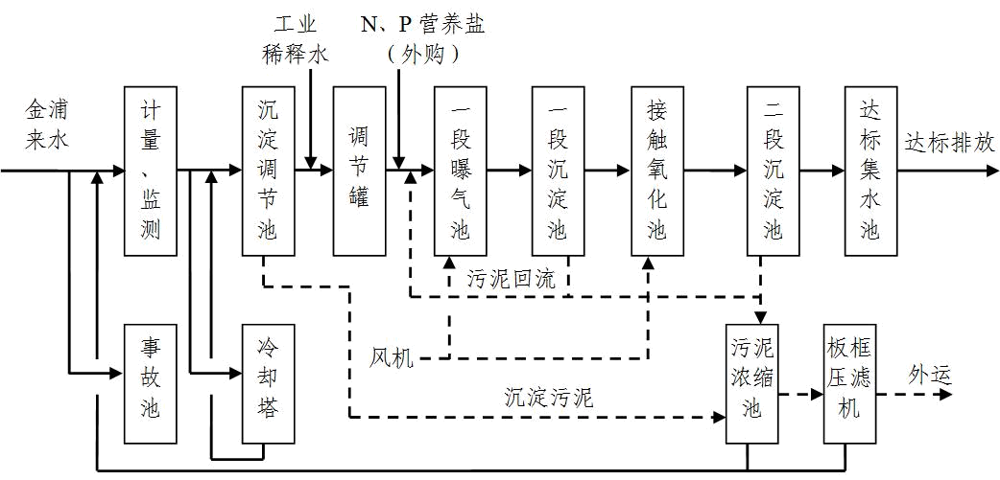 工业
稀释水
N、P 营养盐
（外购）
金浦
来水
计量、监测
沉淀调节池
调节罐
一段曝气池
一段沉淀池
接触氧化池
二段沉淀池
达标集水池
达标排放
污泥回流
风机
沉淀污泥
事故池
冷却塔
污泥
浓缩
池
板框
压滤
机
外运